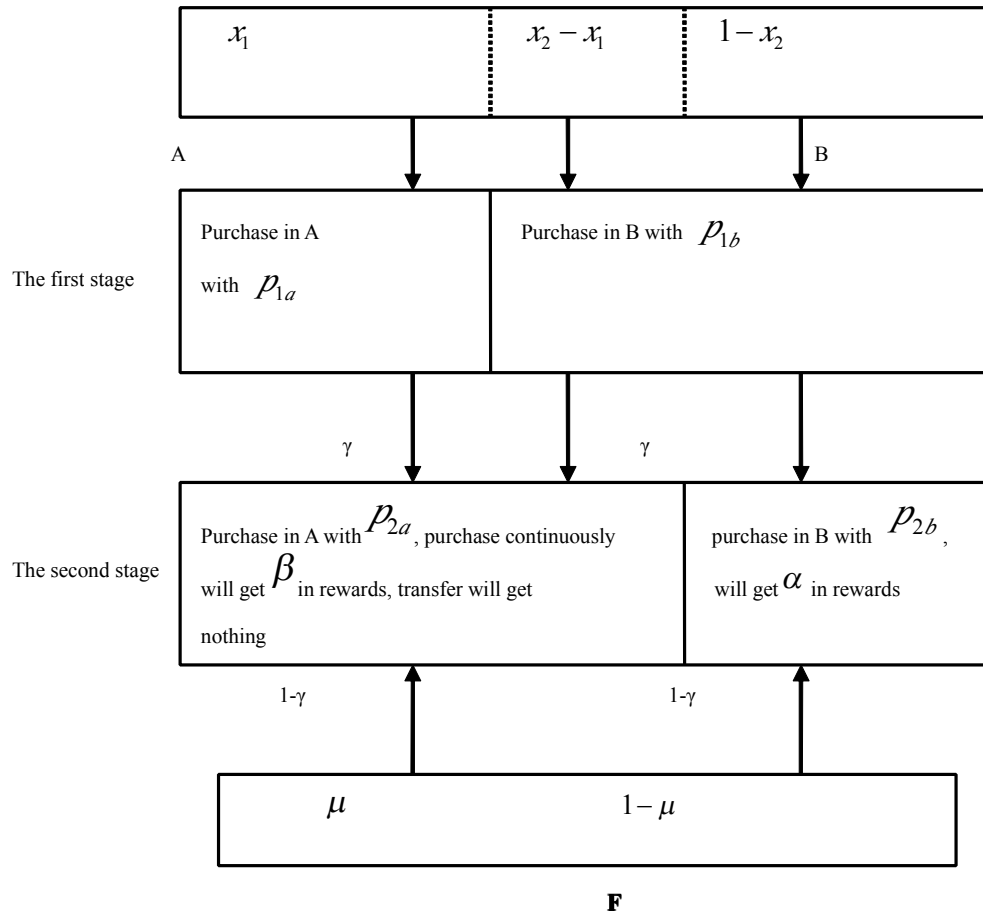 x₁ x₂ − x₁ 1 − x₂
A B
Purchase in A
with p₁ₐ
Purchase in B with p₁b
The first stage
γ γ
Purchase in A with p₂ₐ, purchase continuously
will get β in rewards, transfer will get
nothing
purchase in B with p₂b,
will get α in rewards
The second stage
1-γ 1-γ
μ 1 − μ
F